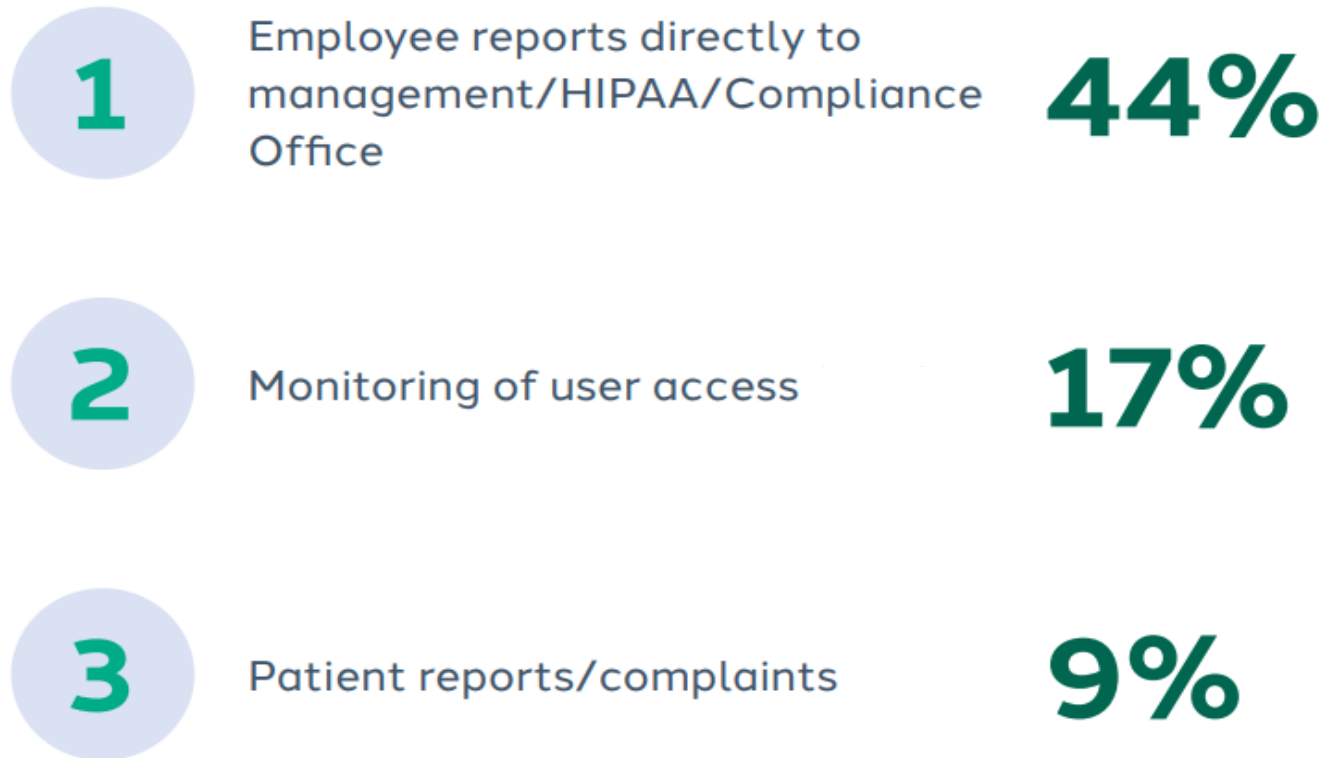 1
Employee reports directly to
management/HIPAA/Compliance
Office
44%
2
Monitoring of user access
17%
3
Patient reports/complaints
9%